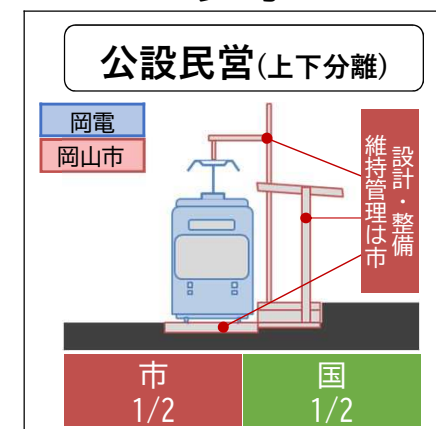 公設民営(上下分離)
岡電
岡山市
設計・整備
維持管理は市
市
1/2
国
1/2